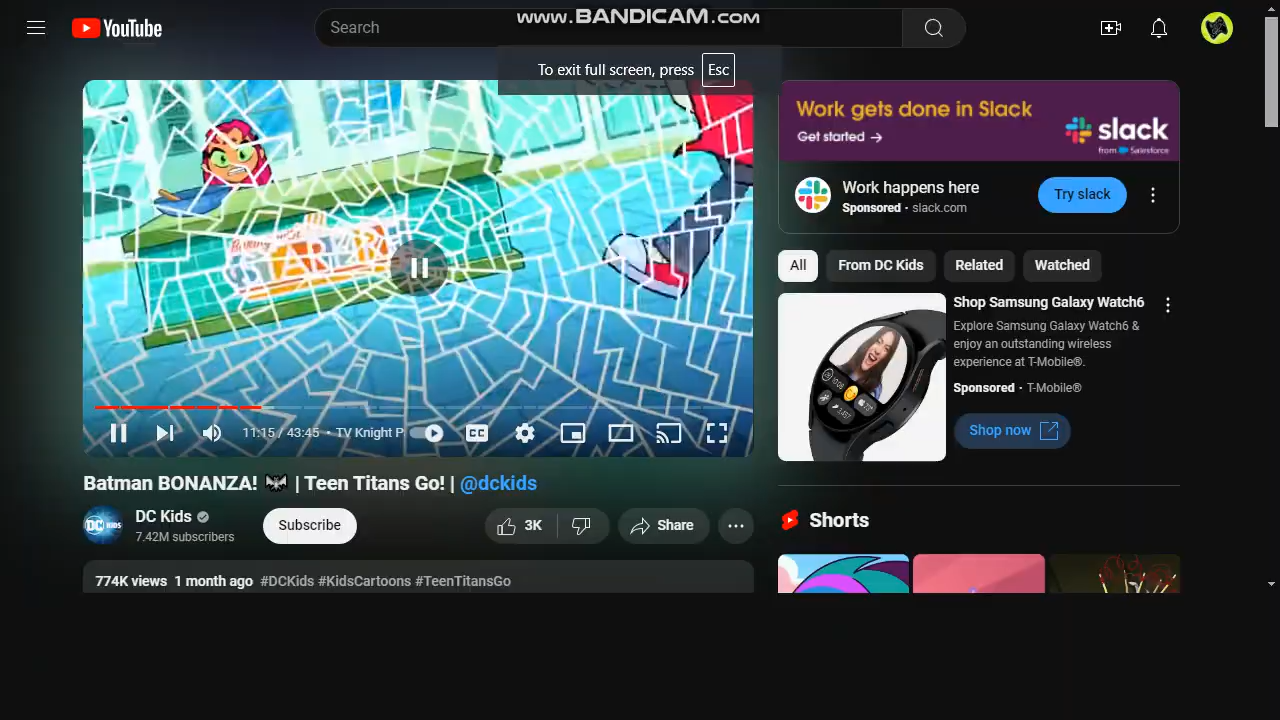 www.BANDICAM.com
YouTube
Search
To exit full screen, press Esc
Work gets done in Slack
Get started →
slack
from Salesforce
Work happens here
Sponsored · slack.com
Try slack
All
From DC Kids
Related
Watched
Shop Samsung Galaxy Watch6
Explore Samsung Galaxy Watch6 &
enjoy an outstanding wireless
experience at T-Mobile®.
Sponsored · T-Mobile®
Shop now
11:15 / 43:45 • TV Knight P
CC
Batman BONANZA! 🦇 | Teen Titans Go! | @dckids
DC KIDS
DC Kids
7.42M subscribers
Subscribe
3K
Share
Shorts
774K views 1 month ago #DCKids #KidsCartoons #TeenTitansGo